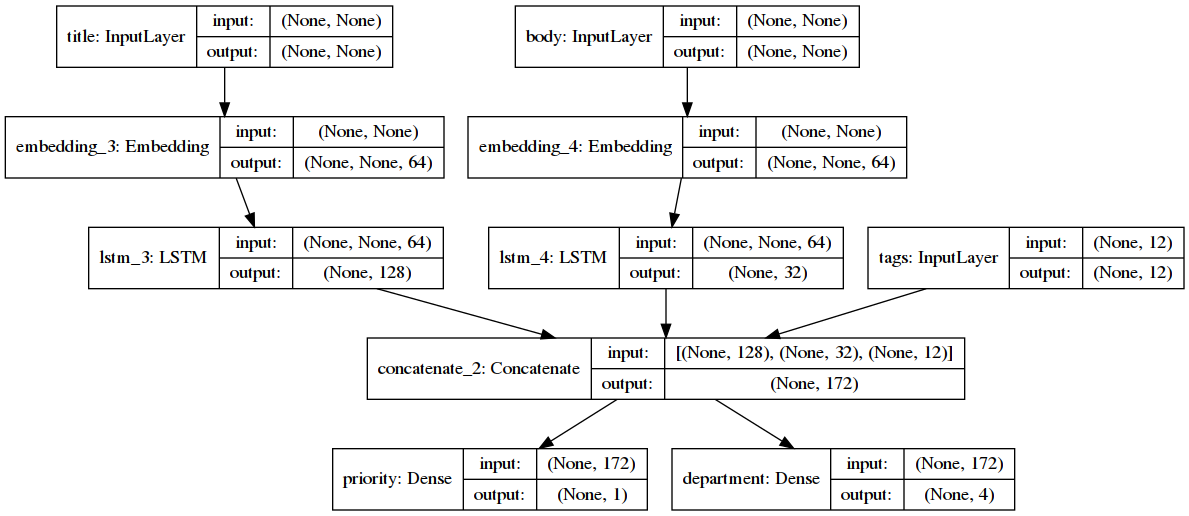 title: InputLayer
input: (None, None)
output: (None, None)
body: InputLayer
input: (None, None)
output: (None, None)
embedding_3: Embedding
input: (None, None)
output: (None, None, 64)
embedding_4: Embedding
input: (None, None)
output: (None, None, 64)
lstm_3: LSTM
input: (None, None, 64)
output: (None, 128)
lstm_4: LSTM
input: (None, None, 64)
output: (None, 32)
tags: InputLayer
input: (None, 12)
output: (None, 12)
concatenate_2: Concatenate
input: [(None, 128), (None, 32), (None, 12)]
output: (None, 172)
priority: Dense
input: (None, 172)
output: (None, 1)
department: Dense
input: (None, 172)
output: (None, 4)